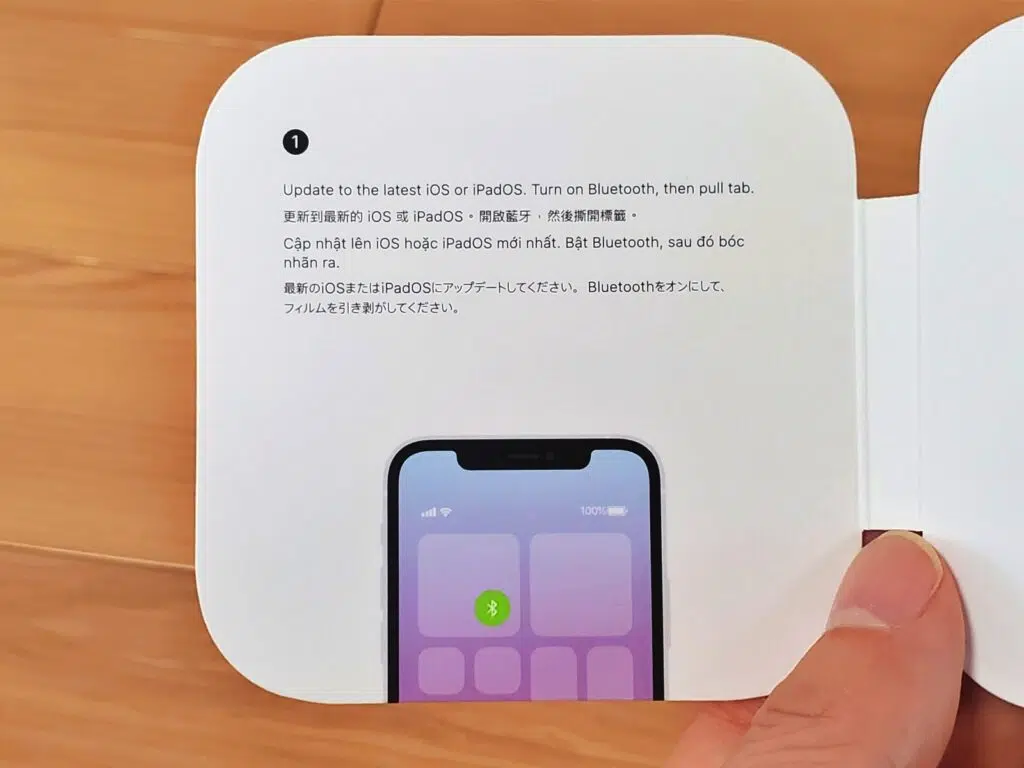 1
Update to the latest iOS or iPadOS. Turn on Bluetooth, then pull tab.
更新到最新的 iOS 或 iPadOS。開啟藍牙，然後撕開標籤。
Cập nhật lên iOS hoặc iPadOS mới nhất. Bật Bluetooth, sau đó bóc
nhãn ra.
最新のiOSまたはiPadOSにアップデートしてください。 Bluetoothをオンにして、
フィルムを引き剥がしてください。
100%